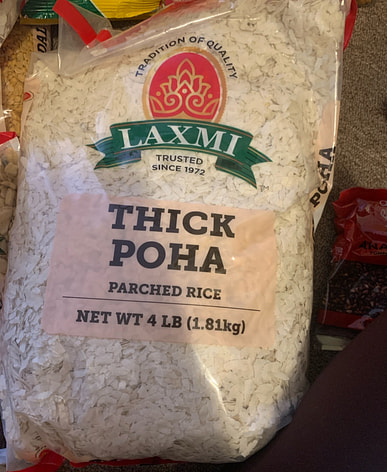 TRADITION OF QUALITY
LAXMI
TRUSTED
SINCE 1972
THICK
POHA
PARCHED RICE
NET WT 4 LB (1.81kg)
POHA